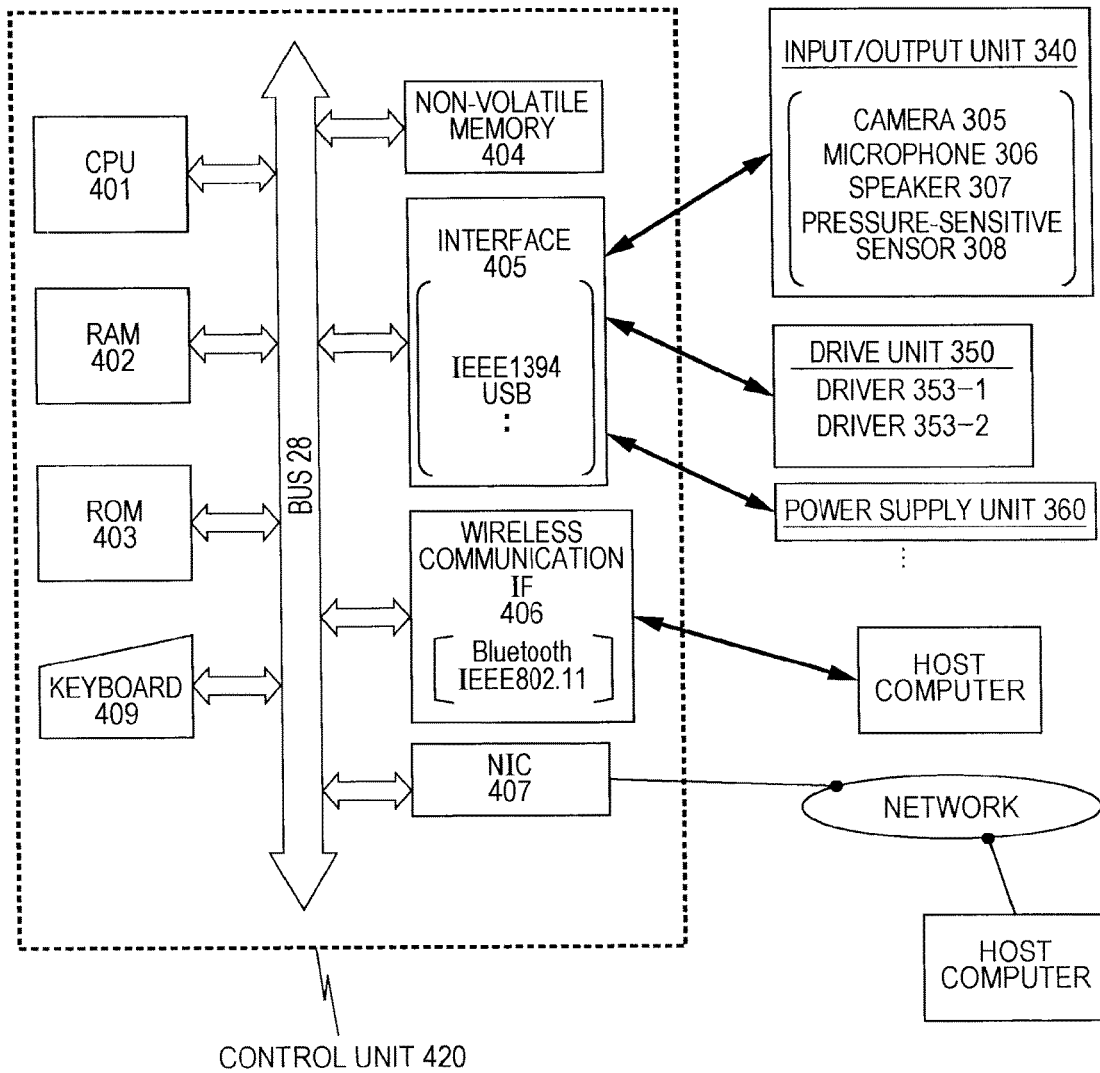 CPU
401
RAM
402
ROM
403
KEYBOARD
409
BUS 28
NON-VOLATILE
MEMORY
404
INTERFACE
405
IEEE1394
USB
⋮
WIRELESS
COMMUNICATION
IF
406
Bluetooth
IEEE802.11
NIC
407
INPUT/OUTPUT UNIT 340
CAMERA 305
MICROPHONE 306
SPEAKER 307
PRESSURE-SENSITIVE
SENSOR 308
DRIVE UNIT 350
DRIVER 353-1
DRIVER 353-2
POWER SUPPLY UNIT 360
⋮
HOST
COMPUTER
NETWORK
HOST
COMPUTER
CONTROL UNIT 420